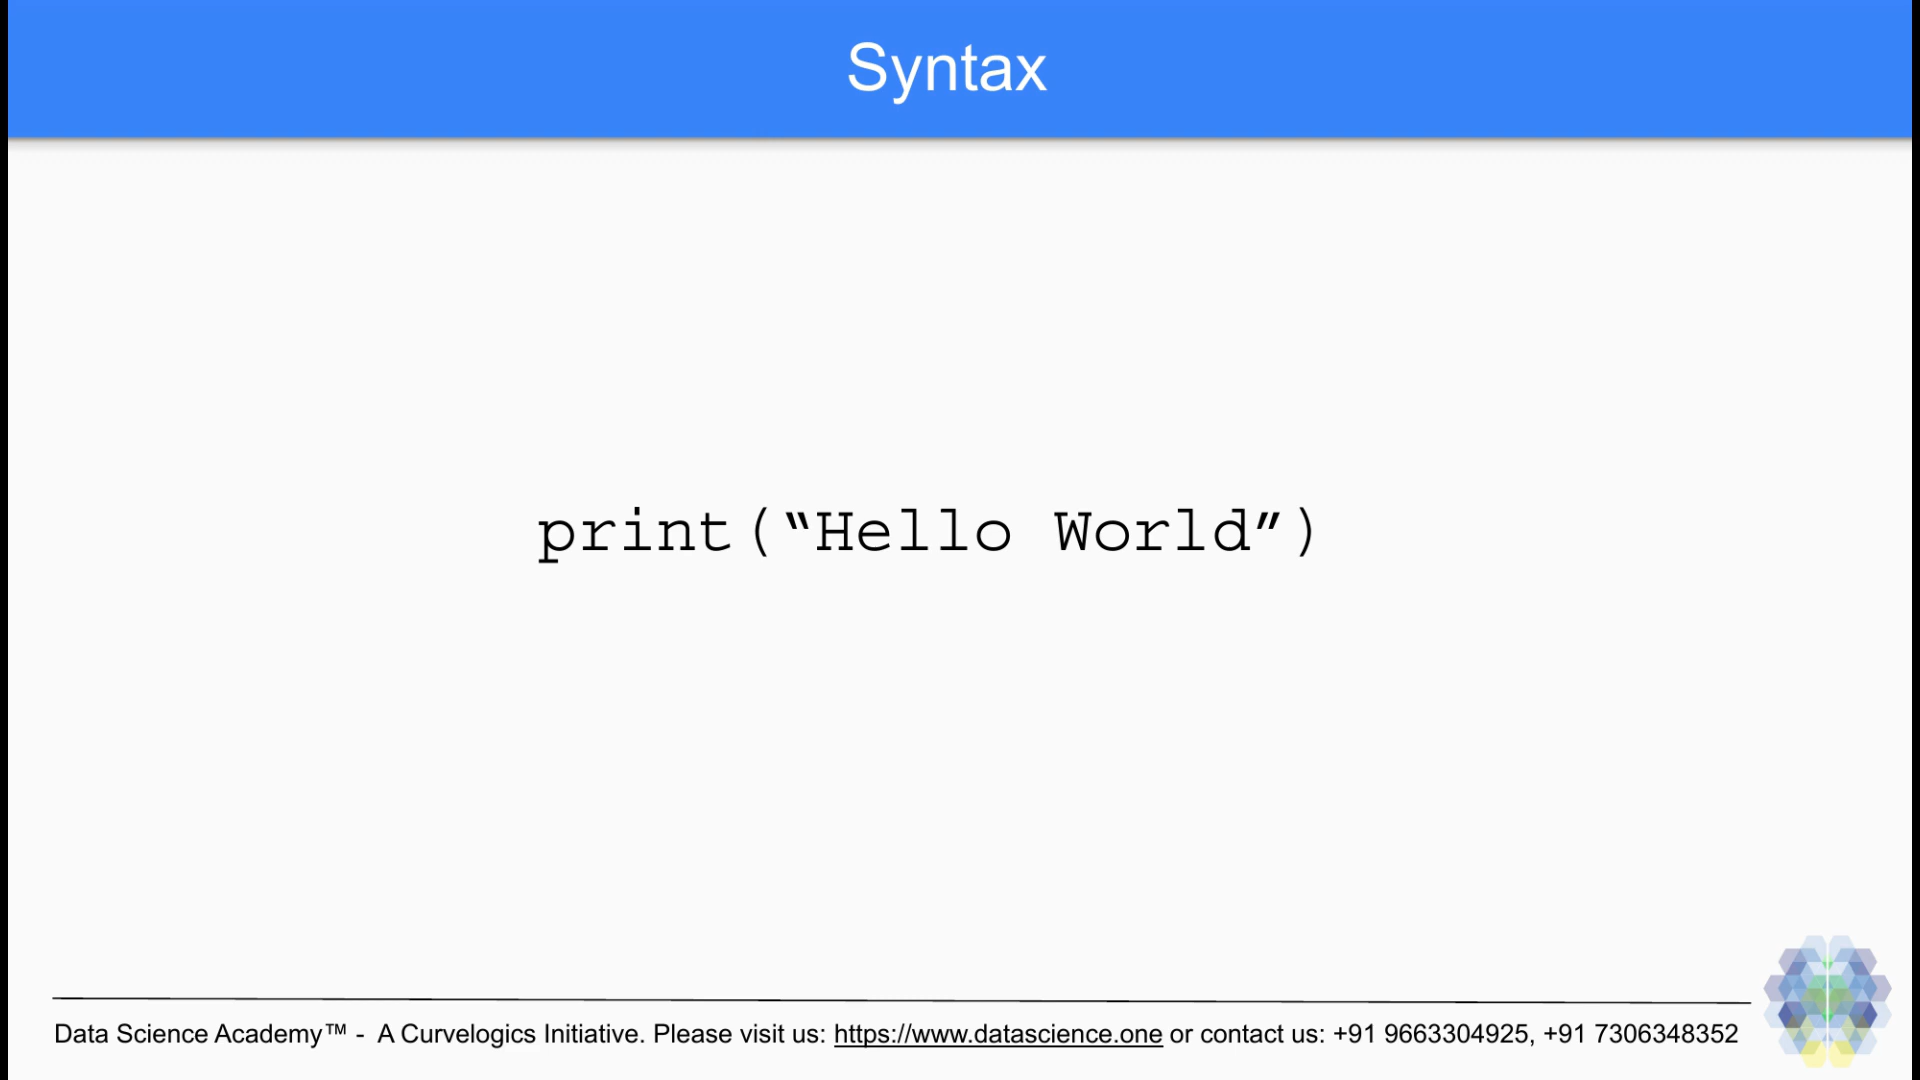 Syntax
print(“Hello World”)
Data Science Academy™ - A Curvelogics Initiative. Please visit us: https://www.datascience.one or contact us: +91 9663304925, +91 7306348352